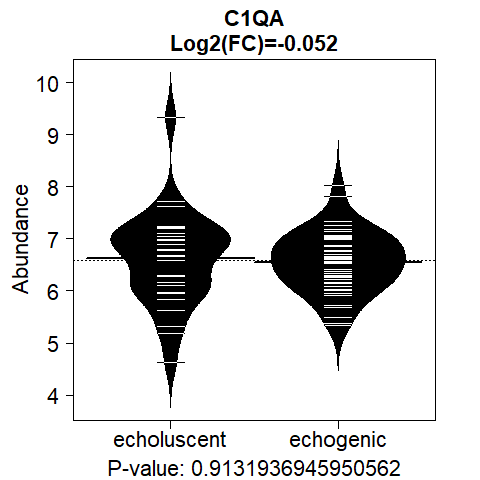 C1QA
Log2(FC)=-0.052
Abundance
10
9
8
7
6
5
4
echoluscent echogenic
P-value: 0.9131936945950562